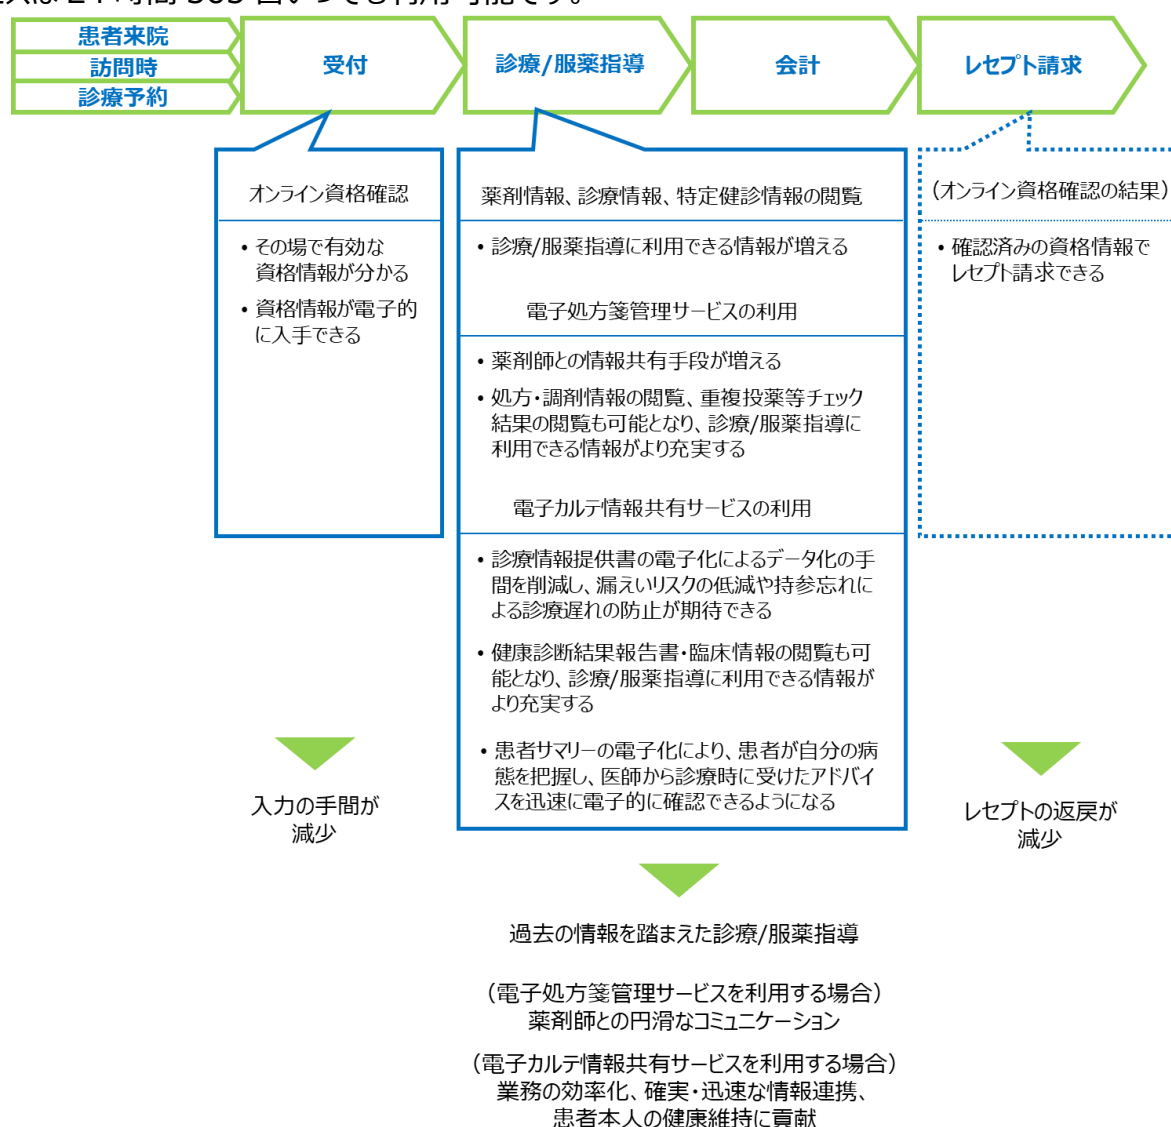 は24時間365日いつでも利用可能です。
患者来院
訪問時
診療予約
受付
診療/服薬指導
会計
レセプト請求
オンライン資格確認
• その場で有効な
資格情報が分かる
• 資格情報が電子的
に入手できる
薬剤情報、診療情報、特定健診情報の閲覧
• 診療/服薬指導に利用できる情報が増える
電子処方箋管理サービスの利用
• 薬剤師との情報共有手段が増える
• 処方・調剤情報の閲覧、重複投薬等チェック
結果の閲覧も可能となり、診療/服薬指導に
利用できる情報がより充実する
電子カルテ情報共有サービスの利用
• 診療情報提供書の電子化によるデータ化の手
間を削減し、漏えいリスクの低減や持参忘れに
よる診療遅れの防止が期待できる
• 健康診断結果報告書・臨床情報の閲覧も可
能となり、診療/服薬指導に利用できる情報が
より充実する
• 患者サマリーの電子化により、患者が自分の病
態を把握し、医師から診療時に受けたアドバイ
スを迅速に電子的に確認できるようになる
（オンライン資格確認の結果）
• 確認済みの資格情報で
レセプト請求できる
入力の手間が
減少
レセプトの返戻が
減少
過去の情報を踏まえた診療/服薬指導
（電子処方箋管理サービスを利用する場合）
薬剤師との円滑なコミュニケーション
（電子カルテ情報共有サービスを利用する場合）
業務の効率化、確実・迅速な情報連携、
患者本人の健康維持に貢献